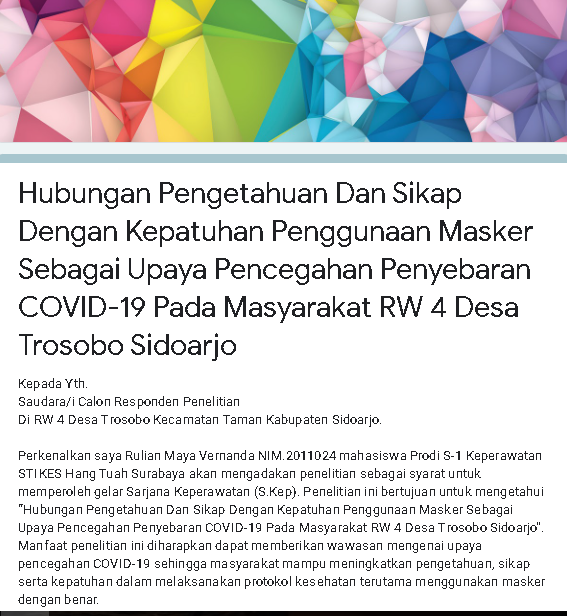 Hubungan Pengetahuan Dan Sikap
Dengan Kepatuhan Penggunaan Masker
Sebagai Upaya Pencegahan Penyebaran
COVID-19 Pada Masyarakat RW 4 Desa
Trosobo Sidoarjo
Kepada Yth.
Saudara/i Calon Responden Penelitian
Di RW 4 Desa Trosobo Kecamatan Taman Kabupaten Sidoarjo.
Perkenalkan saya Rulian Maya Vernanda NIM.2011024 mahasiswa Prodi S-1 Keperawatan
STIKES Hang Tuah Surabaya akan mengadakan penelitian sebagai syarat untuk
memperoleh gelar Sarjana Keperawatan (S.Kep). Penelitian ini bertujuan untuk mengetahui
"Hubungan Pengetahuan Dan Sikap Dengan Kepatuhan Penggunaan Masker Sebagai
Upaya Pencegahan Penyebaran COVID-19 Pada Masyarakat RW 4 Desa Trosobo Sidoarjo".
Manfaat penelitian ini diharapkan dapat memberikan wawasan mengenai upaya
pencegahan COVID-19 sehingga masyarakat mampu meningkatkan pengetahuan, sikap
serta kepatuhan dalam melaksanakan protokol kesehatan terutama menggunakan masker
dengan benar.